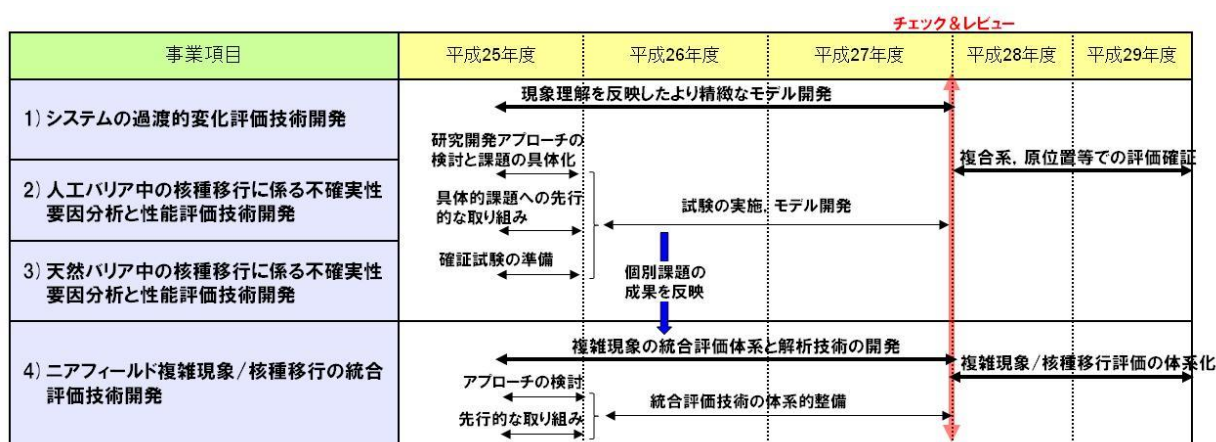 チェック&レビュー
事業項目
平成25年度
平成26年度
平成27年度
平成28年度
平成29年度
1) システムの過渡的変化評価技術開発
現象理解を反映したより精緻なモデル開発
研究開発アプローチの
検討と課題の具体化
複合系, 原位置等での評価確証
2) 人工バリア中の核種移行に係る不確実性
要因分析と性能評価技術開発
具体的課題への先行
的な取り組み
試験の実施, モデル開発
3) 天然バリア中の核種移行に係る不確実性
要因分析と性能評価技術開発
確証試験の準備
個別課題の
成果を反映
4) ニアフィールド複雑現象/核種移行の統合
評価技術開発
複雑現象の統合評価体系と解析技術の開発
複雑現象/核種移行評価の体系化
アプローチの検討
統合評価技術の体系的整備
先行的な取り組み